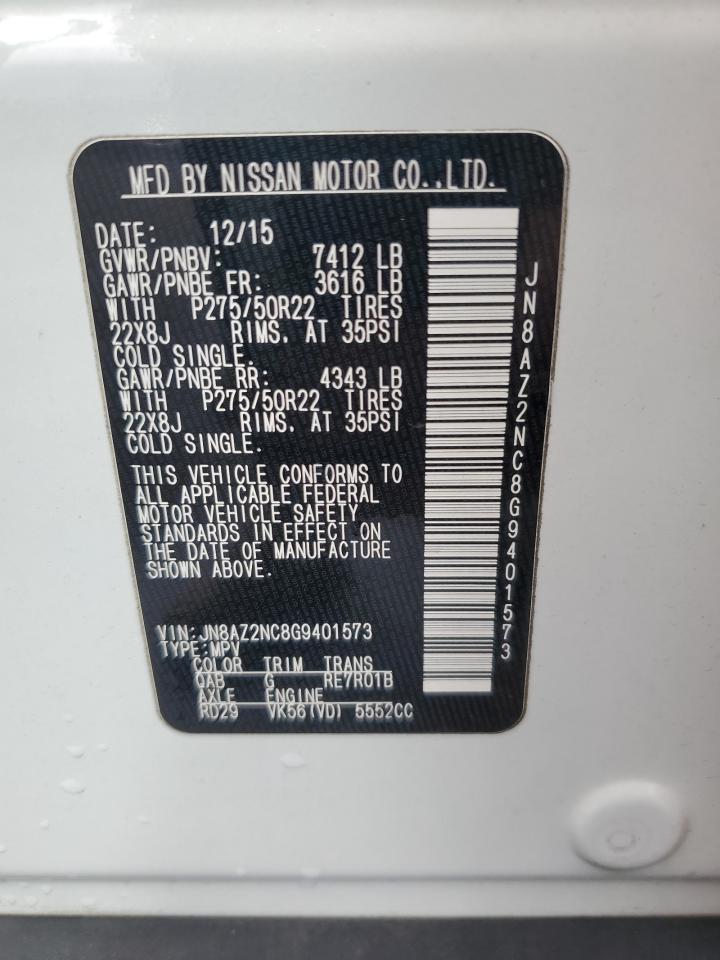 MFD BY NISSAN MOTOR CO.,LTD.
DATE: 12/15
GVWR/PNBV: 7412 LB
GAWR/PNBE FR: 3616 LB
WITH P275/50R22 TIRES
22X8J RIMS. AT 35PSI
COLD SINGLE.
GAWR/PNBE RR: 4343 LB
WITH P275/50R22 TIRES
22X8J RIMS. AT 35PSI
COLD SINGLE.
THIS VEHICLE CONFORMS TO
ALL APPLICABLE FEDERAL
MOTOR VEHICLE SAFETY
STANDARDS IN EFFECT ON
THE DATE OF MANUFACTURE
SHOWN ABOVE.
VIN:JN8AZ2NC8G9401573
TYPE:MPV
COLOR TRIM TRANS
QAB G RE7R01B
AXLE ENGINE
RD29 VK56(VD) 5552CC
JN8AZ2NC8G9401573